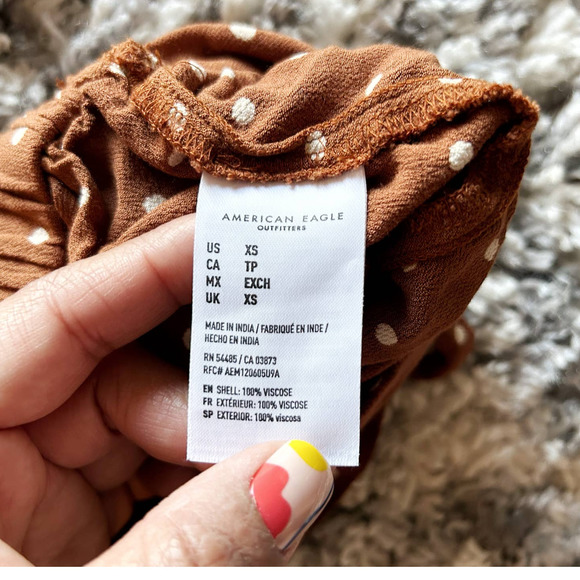 AMERICAN EAGLE
OUTFITTERS
US XS
CA TP
MX EXCH
UK XS
MADE IN INDIA / FABRIQUÉ EN INDE /
HECHO EN INDIA
RN 54485 / CA 03873
RFC# AEM120605U9A
EN SHELL: 100% VISCOSE
FR EXTÉRIEUR: 100% VISCOSE
SP EXTERIOR: 100% viscosa